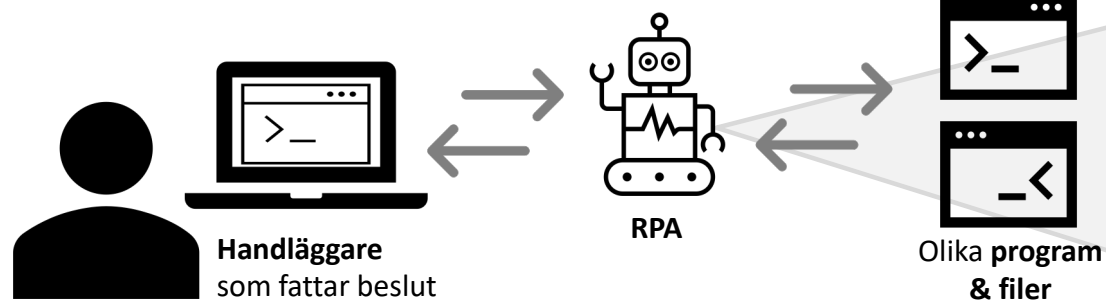 >_
>_
_<
Handläggare
som fattar beslut
RPA
Olika program
& filer